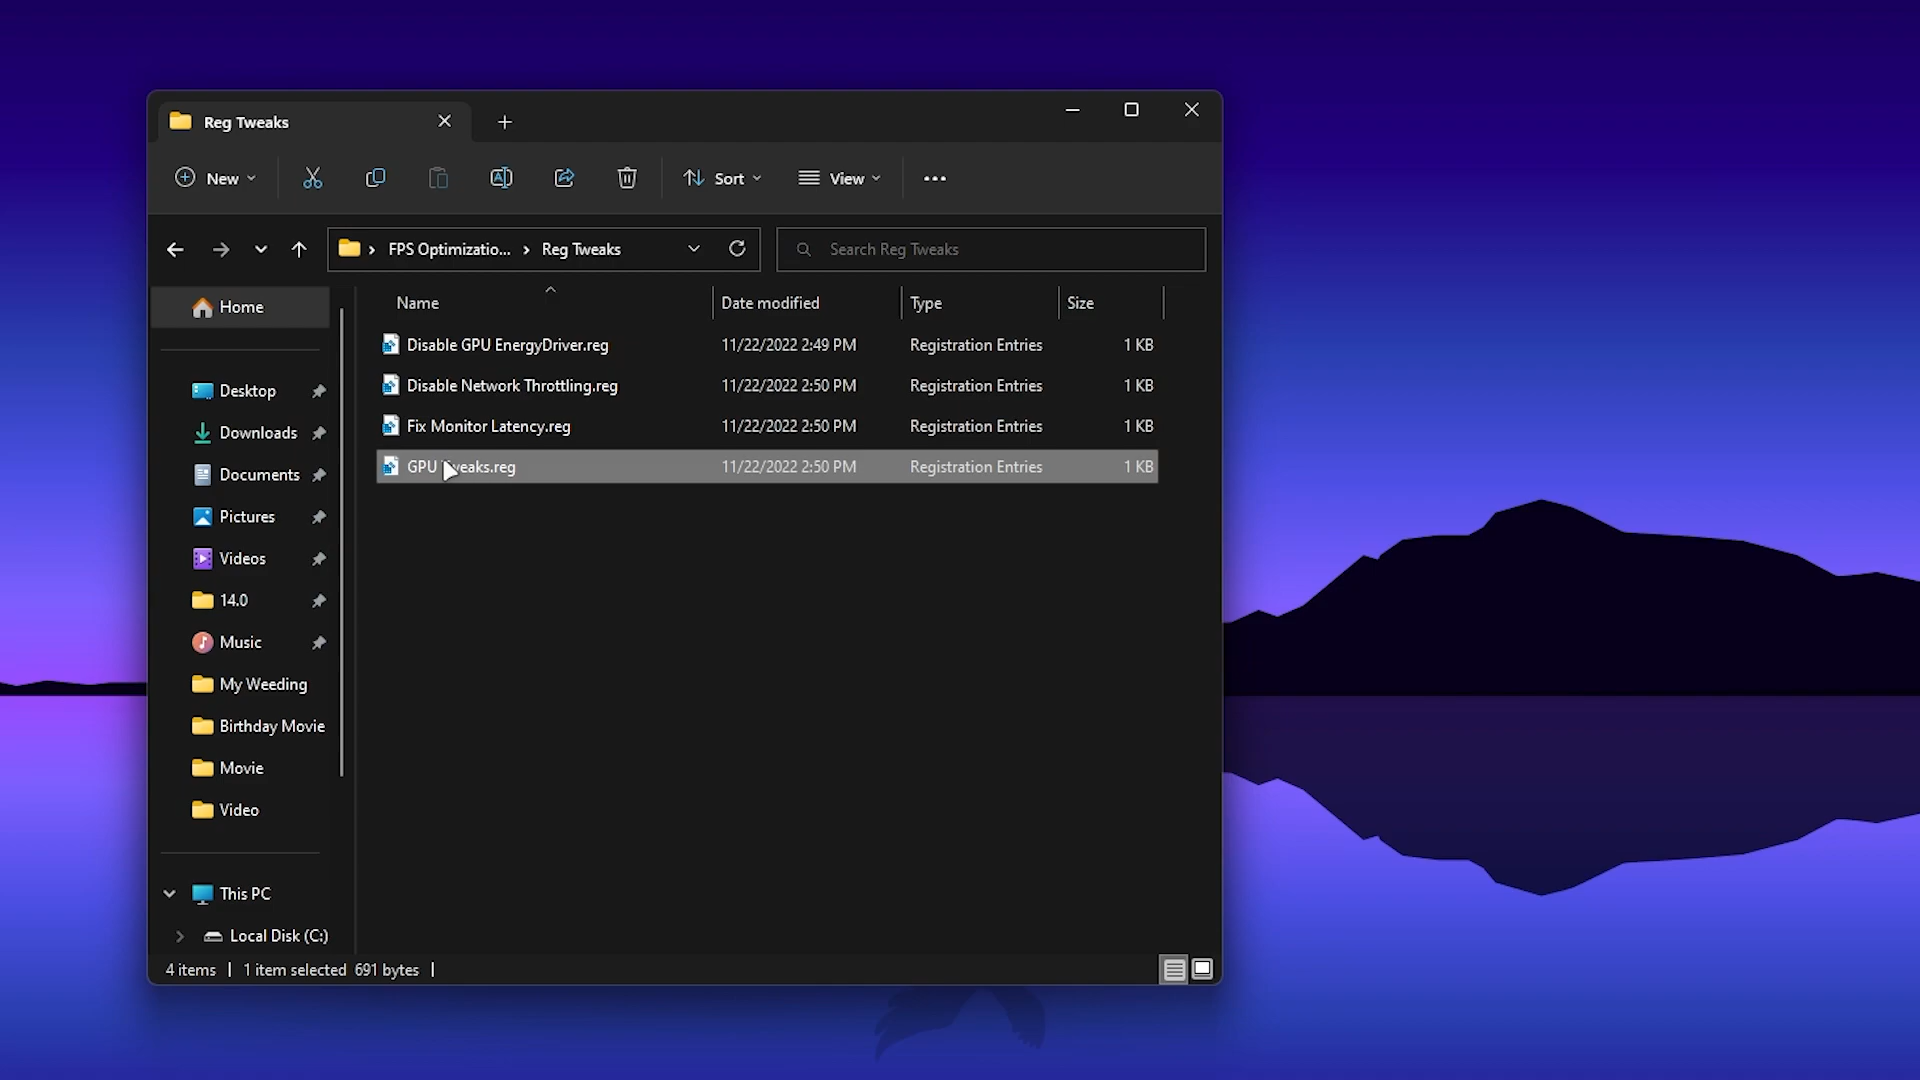 Reg Tweaks
New
Sort
View
FPS Optimizatio...
Reg Tweaks
Search Reg Tweaks
Name
Date modified
Type
Size
Disable GPU EnergyDriver.reg 11/22/2022 2:49 PM Registration Entries 1 KB
Disable Network Throttling.reg 11/22/2022 2:50 PM Registration Entries 1 KB
Fix Monitor Latency.reg 11/22/2022 2:50 PM Registration Entries 1 KB
GPU 11/22/2022 2:50 PM Registration Entries 1 KB
Home
Desktop
Downloads
Documents
Pictures
Videos
14.0
Music
My Weeding
Birthday Movie
Movie
Video
This PC
Local Disk (C:)
4 items 1 item selected 691 bytes